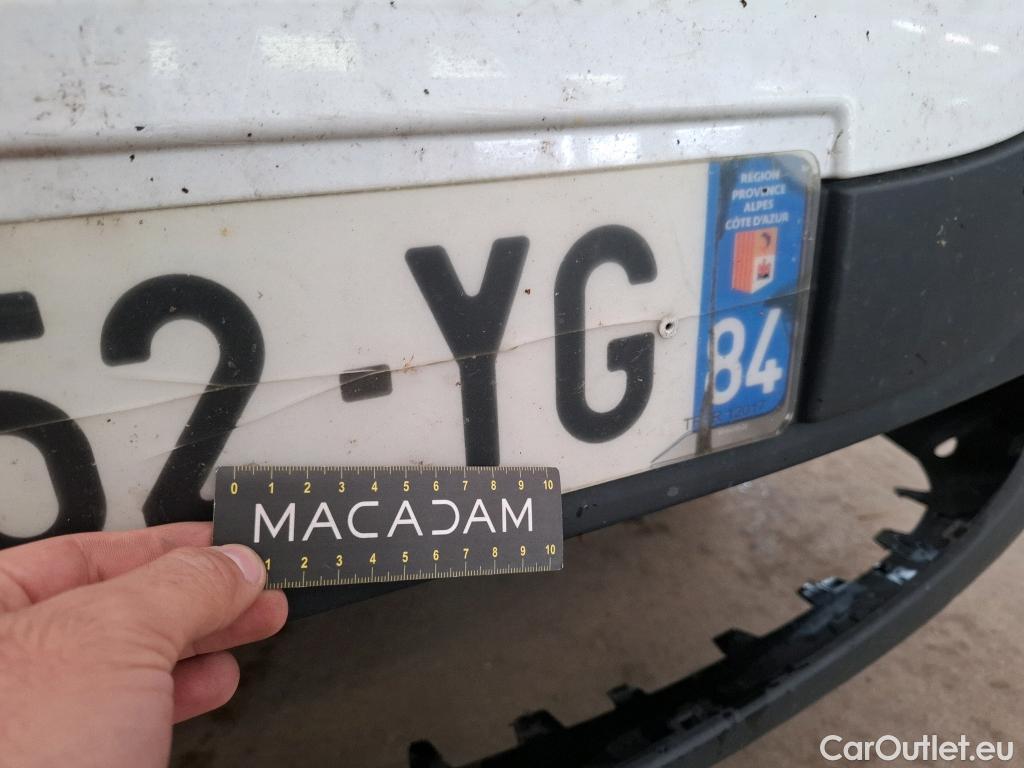 RÉGION
PROVENCE
ALPES
CÔTE D'AZUR
52-YG
84
0 1 2 3 4 5 6 7 8 9 10
MACADAM
1 2 3 4 5 6 7 8 9 10
CarOutlet.eu